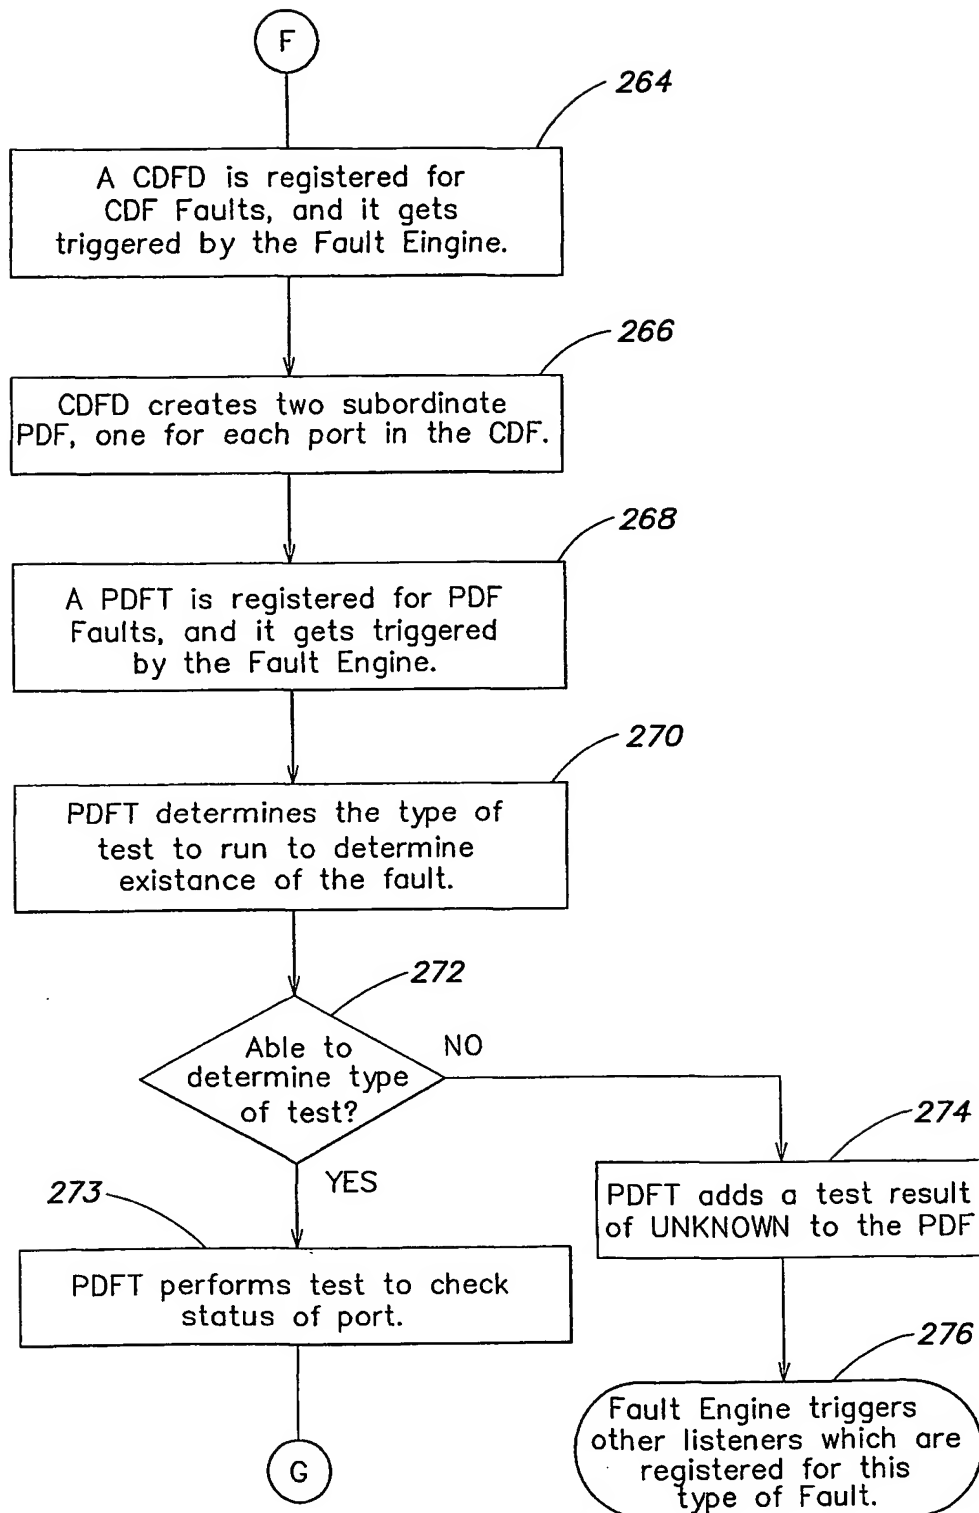 F
264
A CDFD is registered for
CDF Faults, and it gets
triggered by the Fault Eingine.
266
CDFD creates two subordinate
PDF, one for each port in the CDF.
268
A PDFT is registered for PDF
Faults, and it gets triggered
by the Fault Engine.
270
PDFT determines the type of
test to run to determine
existance of the fault.
272
Able to
determine type
of test?
NO
YES
274
PDFT adds a test result
of UNKNOWN to the PDF
273
PDFT performs test to check
status of port.
276
Fault Engine triggers
other listeners which are
registered for this
type of Fault.
G